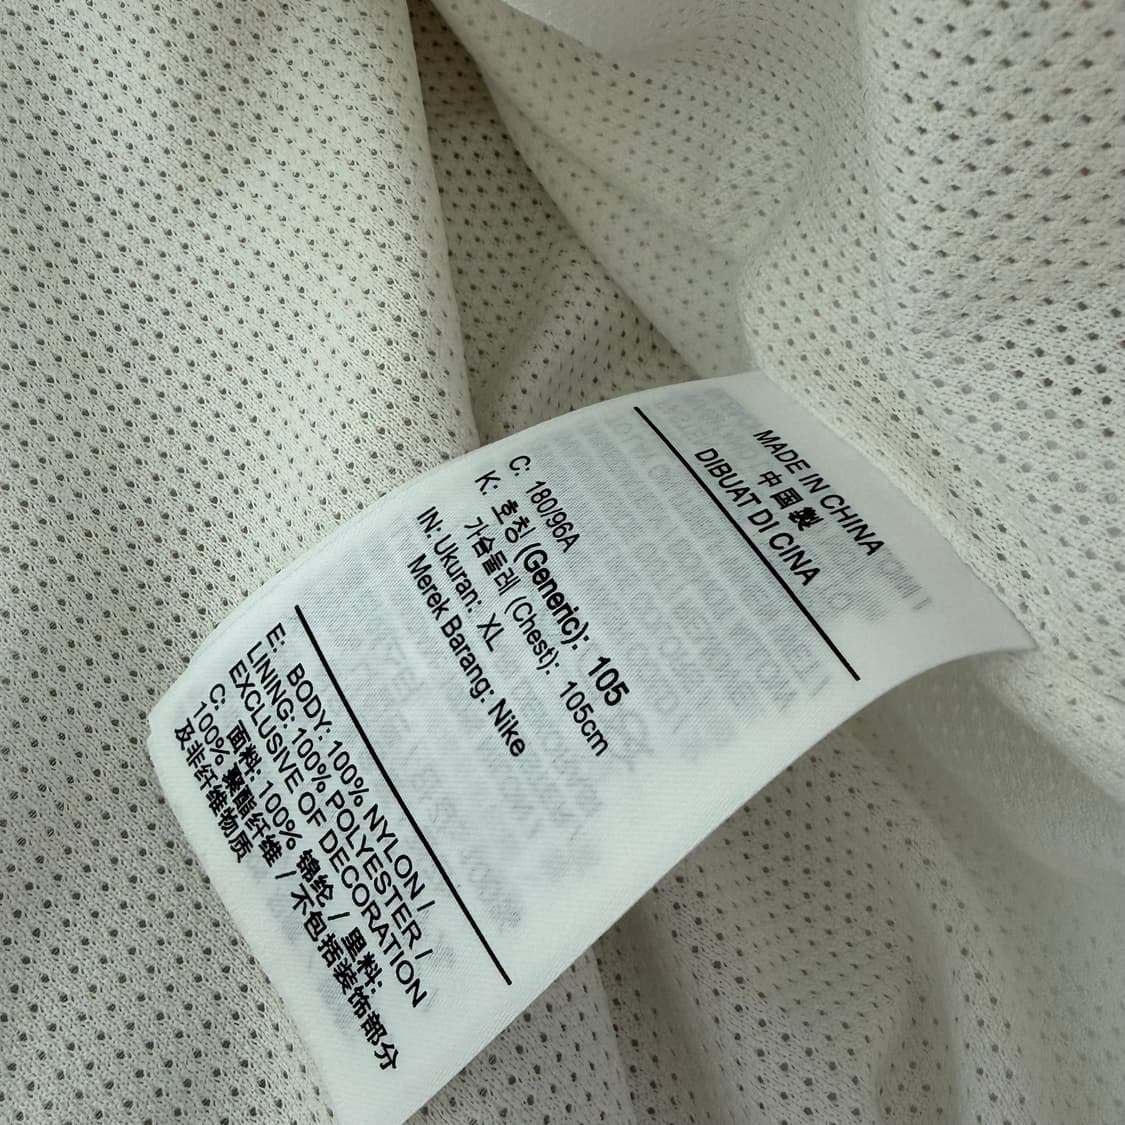 MADE IN CHINA
中國製
DIBUAT DI CINA
C: 180/96A
K: 호칭 (Generic): 105
가슴둘레 (Chest): 105cm
IN: Ukuran: XL
Merek Barang: Nike
E: BODY: 100% NYLON /
LINING: 100% POLYESTER /
EXCLUSIVE OF DECORATION
C: 面料: 100% 锦纶 / 里料:
100% 聚酯纤维 / 不包括装饰部分
及非纤维物质